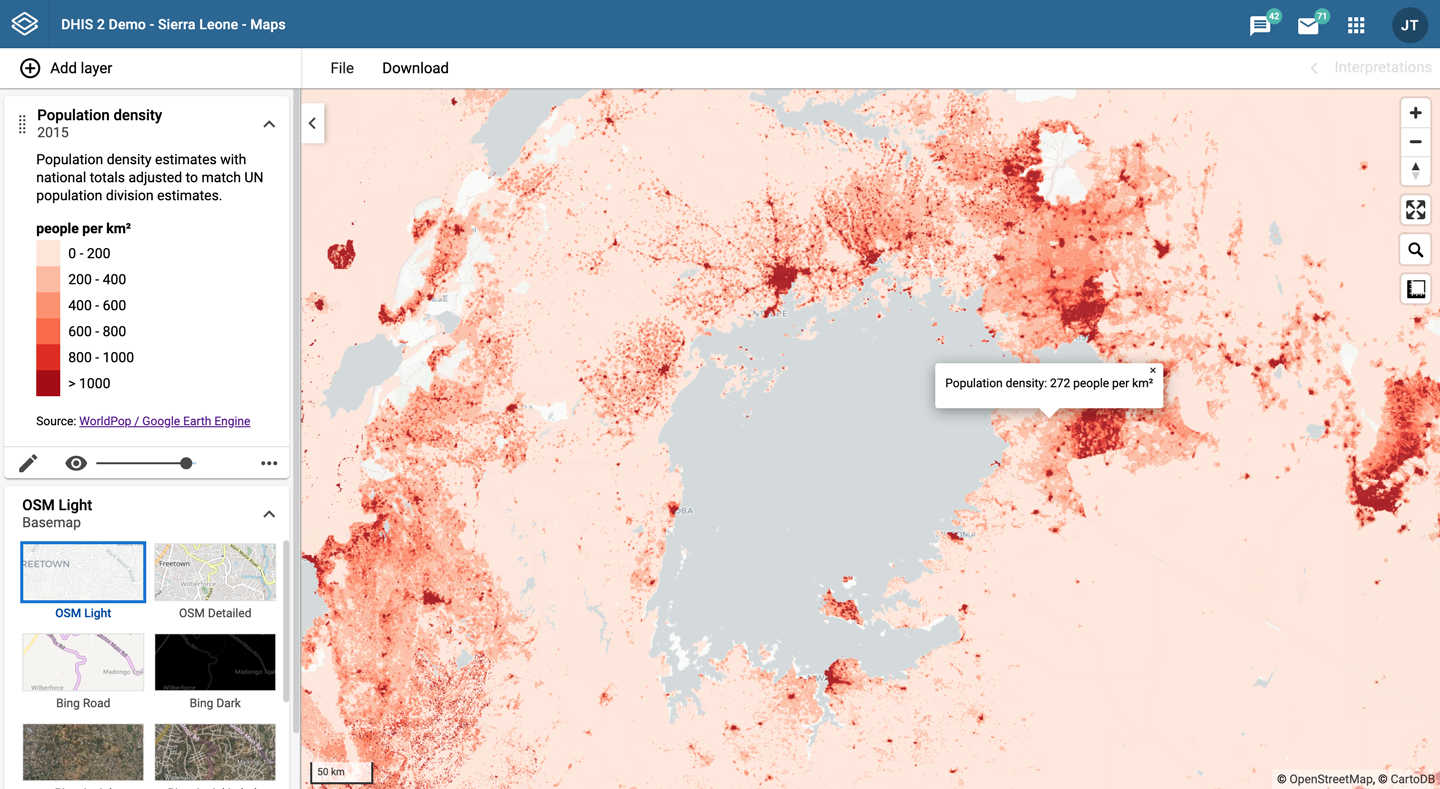 DHIS 2 Demo - Sierra Leone - Maps
42
71
JT
Add layer
File
Download
Interpretations
Population density
2015
Population density estimates with
national totals adjusted to match UN
population division estimates.
people per km²
0 - 200
200 - 400
400 - 600
600 - 800
800 - 1000
> 1000
Source: WorldPop / Google Earth Engine
OSM Light
Basemap
REETOWN
OSM Light
Freetown
Wilberforce
OSM Detailed
Wilberforce
Bing Road
Wilberforce
Bing Dark
Population density: 272 people per km²
50 km
© OpenStreetMap, © CartoDB